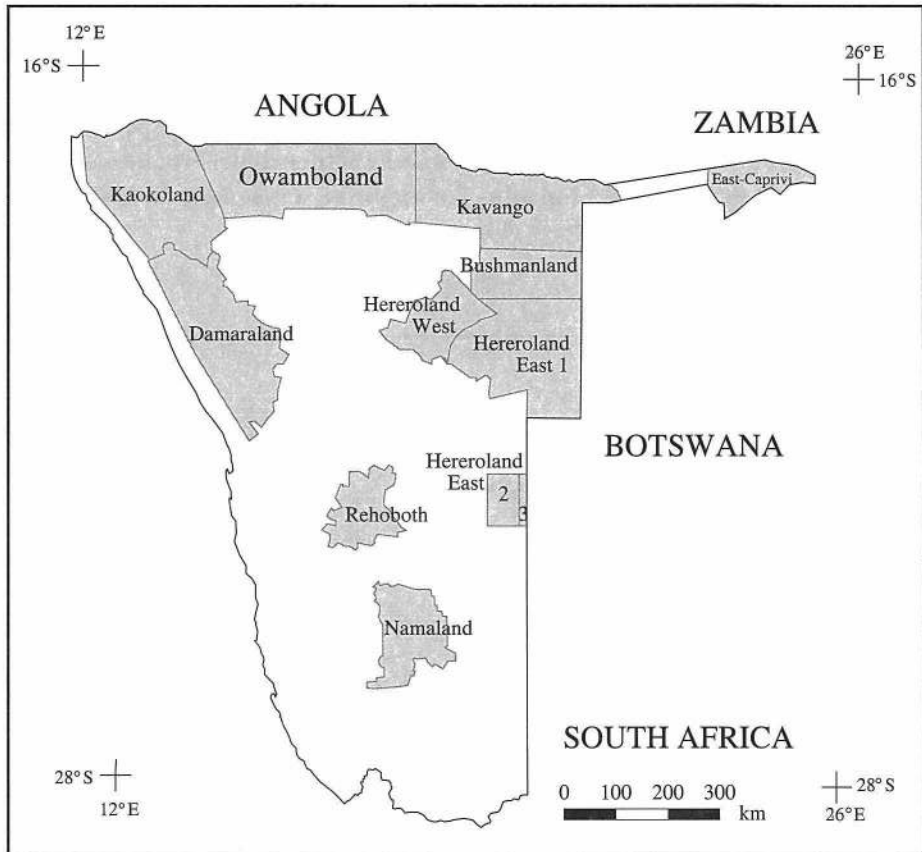 12°E
16°S
26°E
16°S
ANGOLA
ZAMBIA
Kaokoland
Owamboland
Kavango
East-Caprivi
Bushmanland
Damaraland
Hereroland
West
Hereroland
East 1
BOTSWANA
Hereroland
East
2
3
Rehoboth
Namaland
SOUTH AFRICA
28°S
12°E
0 100 200 300
km
28°S
26°E